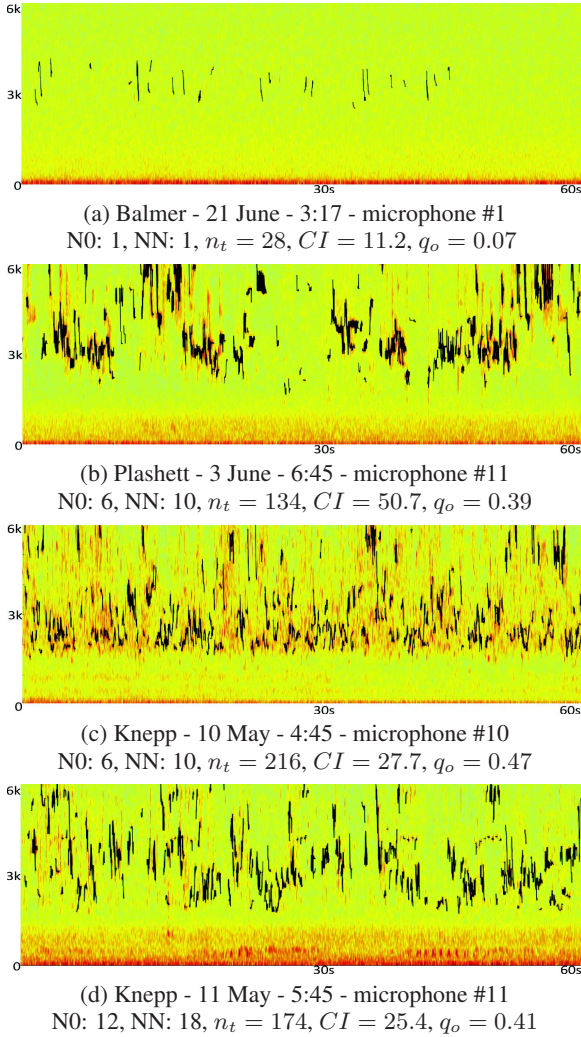 6k
3k
0
30s
60s
(a) Balmer - 21 June - 3:17 - microphone #1
N0: 1, NN: 1, n_t = 28, CI = 11.2, q_o = 0.07
6k
3k
0
30s
60s
(b) Plashett - 3 June - 6:45 - microphone #11
N0: 6, NN: 10, n_t = 134, CI = 50.7, q_o = 0.39
6k
3k
0
30s
60s
(c) Knepp - 10 May - 4:45 - microphone #10
N0: 6, NN: 10, n_t = 216, CI = 27.7, q_o = 0.47
6k
3k
0
30s
60s
(d) Knepp - 11 May - 5:45 - microphone #11
N0: 12, NN: 18, n_t = 174, CI = 25.4, q_o = 0.41